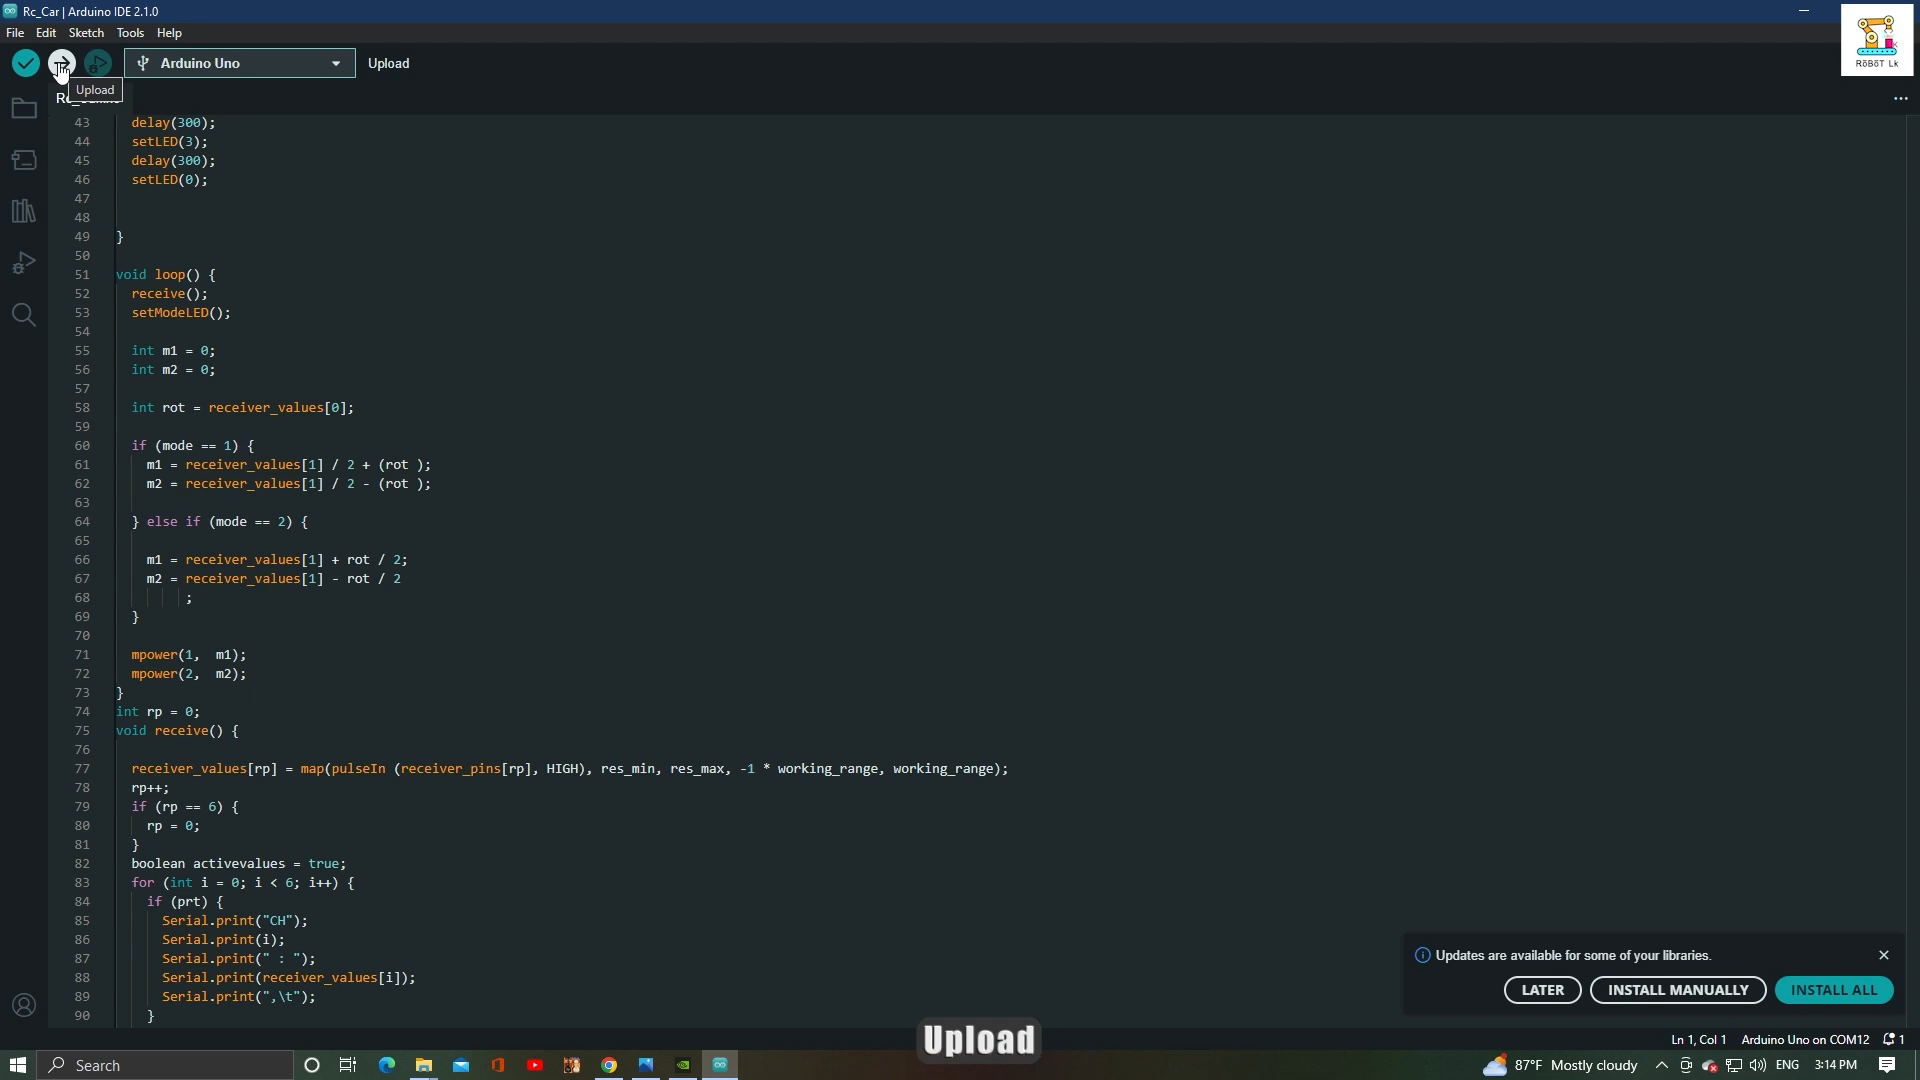 Rc_Car | Arduino IDE 2.1.0
File Edit Sketch Tools Help
RōBōT Lk
Arduino Uno
Upload
Upload
43 delay(300);
44 setLED(3);
45 delay(300);
46 setLED(0);
47
48
49 }
50
51 void loop() {
52 receive();
53 setModeLED();
54
55 int m1 = 0;
56 int m2 = 0;
57
58 int rot = receiver_values[0];
59
60 if (mode == 1) {
61 m1 = receiver_values[1] / 2 + (rot );
62 m2 = receiver_values[1] / 2 - (rot );
63
64 } else if (mode == 2) {
65
66 m1 = receiver_values[1] + rot / 2;
67 m2 = receiver_values[1] - rot / 2
68 ;
69 }
70
71 mpower(1, m1);
72 mpower(2, m2);
73 }
74 int rp = 0;
75 void receive() {
76
77 receiver_values[rp] = map(pulseIn (receiver_pins[rp], HIGH), res_min, res_max, -1 * working_range, working_range);
78 rp++;
79 if (rp == 6) {
80 rp = 0;
81 }
82 boolean activevalues = true;
83 for (int i = 0; i < 6; i++) {
84 if (prt) {
85 Serial.print("CH");
86 Serial.print(i);
87 Serial.print(" : ");
88 Serial.print(receiver_values[i]);
89 Serial.print(",\t");
90 }
Updates are available for some of your libraries.
LATER INSTALL MANUALLY INSTALL ALL
Upload
Ln 1, Col 1 Arduino Uno on COM12 1
Search
87°F Mostly cloudy ENG 3:14 PM